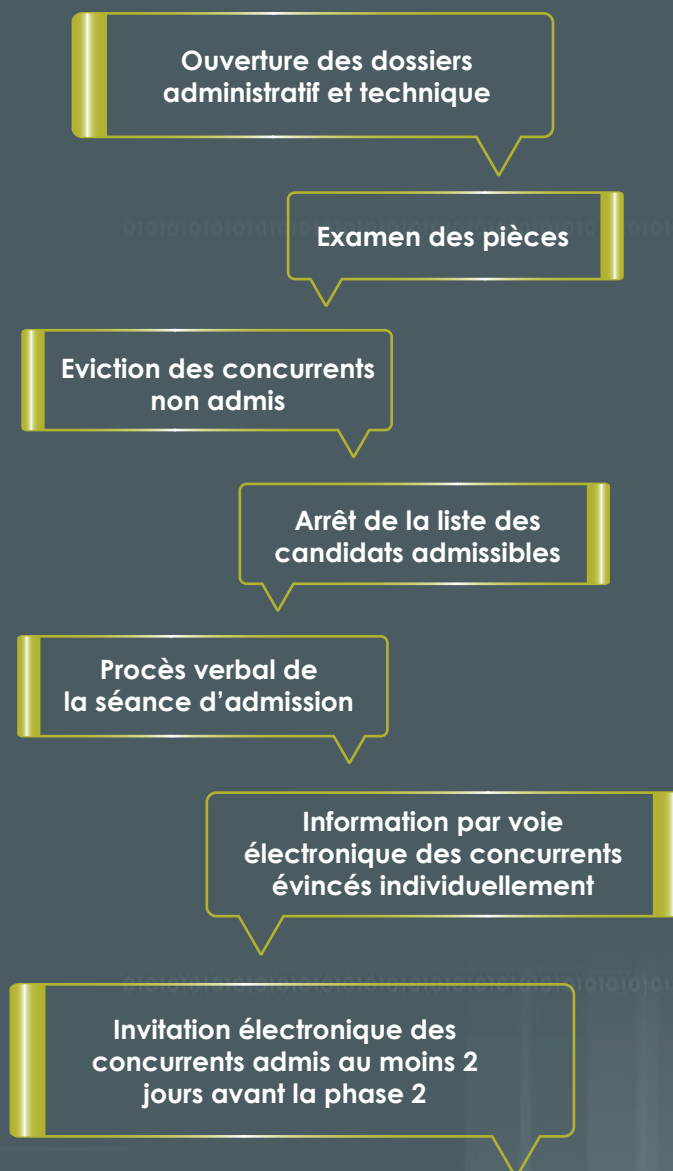 Ouverture des dossiers
administratif et technique
Examen des pièces
Eviction des concurrents
non admis
Arrêt de la liste des
candidats admissibles
Procès verbal de
la séance d’admission
Information par voie
électronique des concurrents
évincés individuellement
Invitation électronique des
concurrents admis au moins 2
jours avant la phase 2